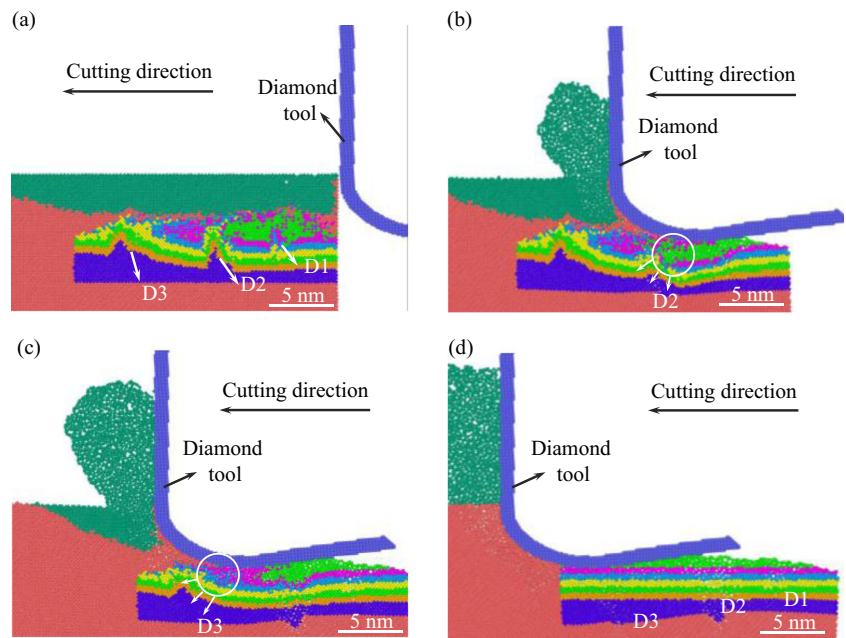 (a)
Cutting direction
Diamond
tool
D1
D2
D3
5 nm
(b)
Cutting direction
Diamond
tool
D2
5 nm
(c)
Cutting direction
Diamond
tool
D3
5 nm
(d)
Cutting direction
Diamond
tool
D1
D2
D3
5 nm